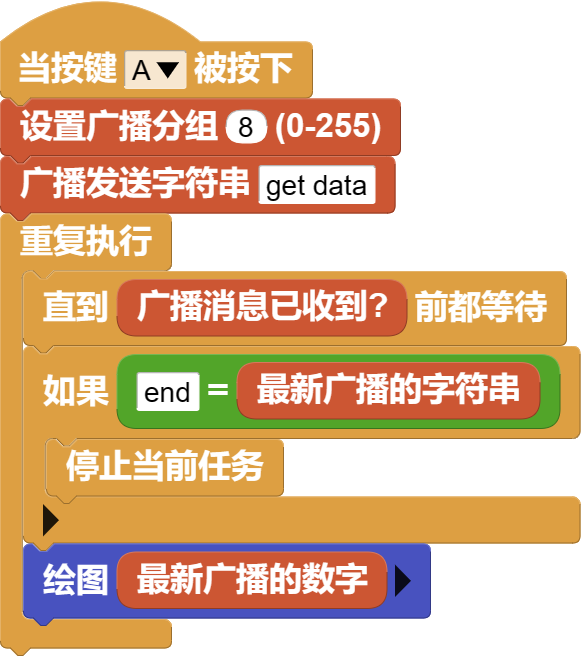 当按键 A 被按下
设置广播分组 8 (0-255)
广播发送字符串 get data
重复执行
直到 广播消息已收到? 前都等待
如果 end = 最新广播的字符串
停止当前任务
绘图 最新广播的数字